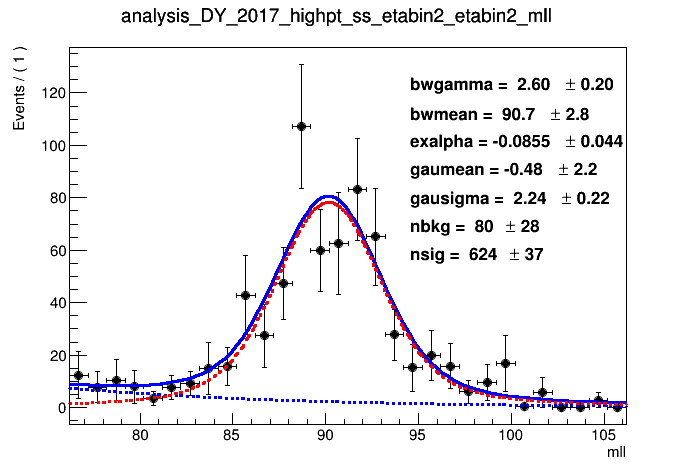 analysis_DY_2017_highpt_ss_etabin2_etabin2_mll
Events / ( 1 )
120
100
80
60
40
20
0
bwgamma = 2.60 ± 0.20
bwmean = 90.7 ± 2.8
exalpha = -0.0855 ± 0.044
gaumean = -0.48 ± 2.2
gausigma = 2.24 ± 0.22
nbkg = 80 ± 28
nsig = 624 ± 37
80 85 90 95 100 105
mll